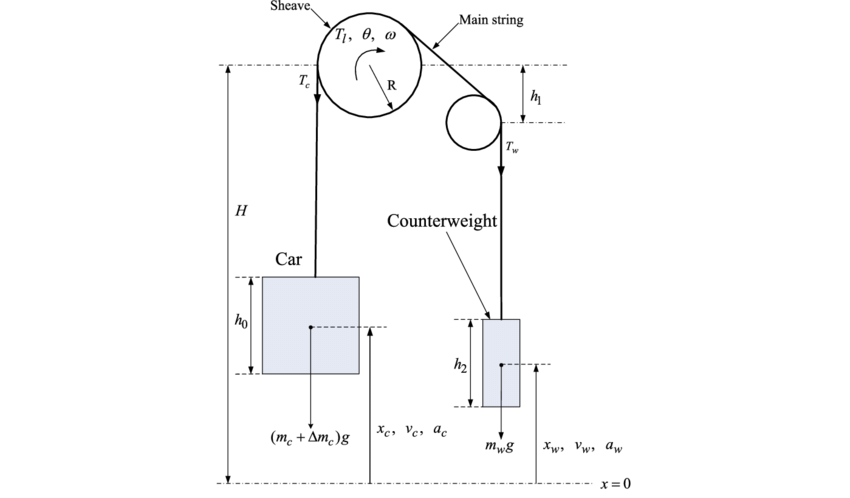 Sheave
Main string
T_l, θ, ω
R
T_c
h_1
T_w
H
Counterweight
Car
h_0
h_2
(m_c + Δm_c)g
x_c, v_c, a_c
m_w g
x_w, v_w, a_w
x = 0